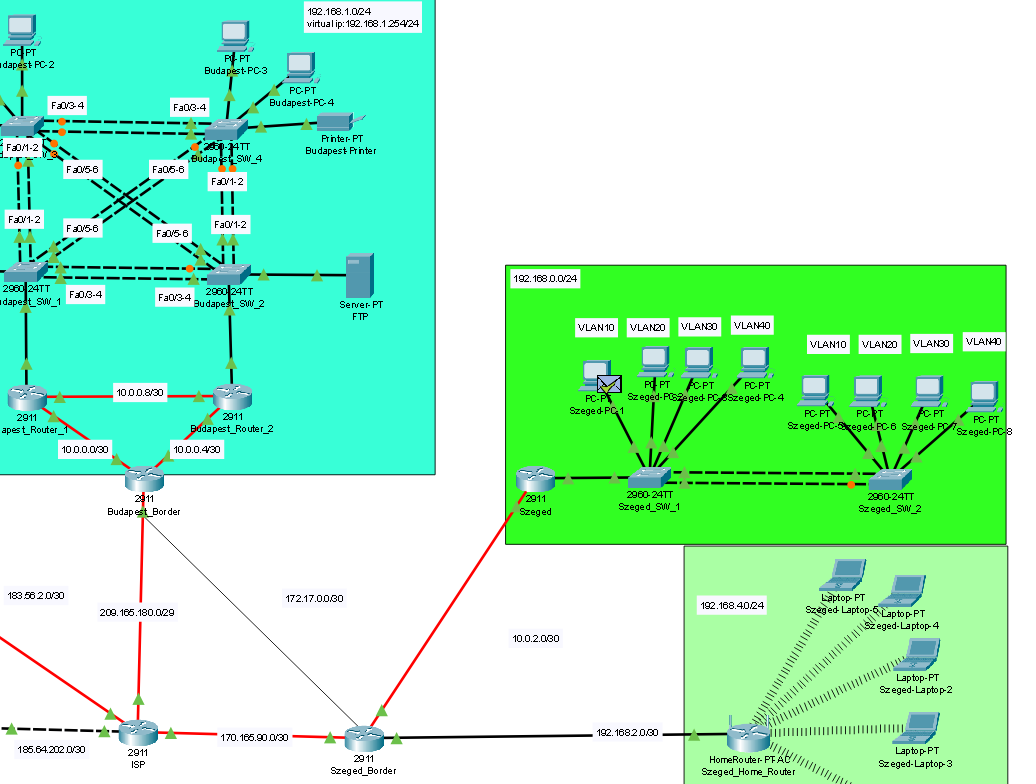 192.168.1.0/24
virtual ip:192.168.1.254/24
PC-PT
Budapest-PC-3
PC-PT
Budapest-PC-4
Fa0/3-4
Fa0/3-4
Printer-PT
Budapest-Printer
2960-24TT
Budapest_SW_4
Fa0/1-2
Fa0/5-6
Fa0/5-6
Fa0/1-2
Fa0/1-2
Fa0/1-2
Fa0/5-6
Fa0/5-6
2960-24TT
2960-24TT
Budapest_SW_2
Fa0/3-4
Fa0/3-4
Server-PT
FTP
10.0.0.8/30
2911
2911
Budapest_Router_2
10.0.0.0/30
10.0.0.4/30
2911
Budapest_Border
192.168.0.0/24
VLAN10
VLAN20
VLAN30
VLAN40
VLAN10
VLAN20
VLAN30
VLAN40
PC-PT
Szeged-PC-1
PC-PT
PC-PT
PC-PT
Szeged-PC-4
PC-PT
PC-PT
PC-PT
PC-PT
Szeged-PC-8
2911
Szeged
2960-24TT
Szeged_SW_1
2960-24TT
Szeged_SW_2
183.56.2.0/30
209.165.180.0/29
172.17.0.0/30
10.0.2.0/30
192.168.4.0/24
Laptop-PT
Szeged-Laptop-5
Laptop-PT
Szeged-Laptop-4
Laptop-PT
Szeged-Laptop-2
Laptop-PT
Szeged-Laptop-3
185.64.202.0/30
2911
ISP
170.165.90.0/30
2911
Szeged_Border
192.168.2.0/30
HomeRouter-PT-AC
Szeged_Home_Router